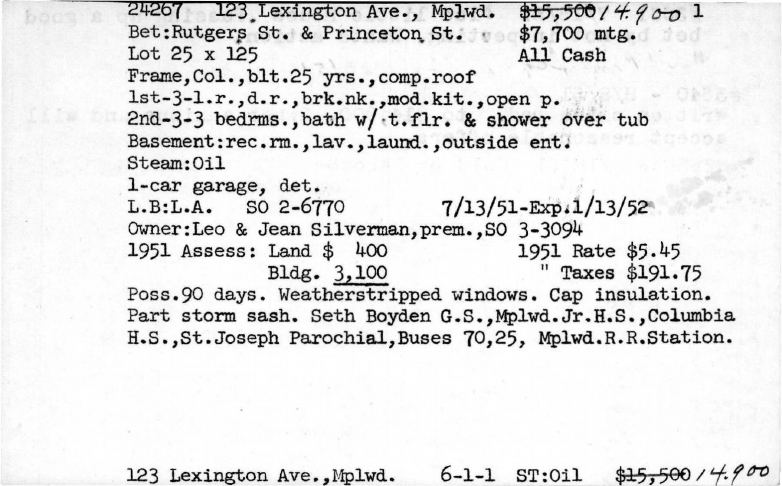 24267 123 Lexington Ave., Mplwd. $15,500 14.900 1
Bet:Rutgers St. & Princeton St. $7,700 mtg.
Lot 25 x 125 All Cash
Frame,Col.,blt.25 yrs.,comp.roof
1st-3-l.r.,d.r.,brk.nk.,mod.kit.,open p.
2nd-3-3 bedrms.,bath w/ t.flr. & shower over tub
Basement:rec.rm.,lav.,laund.,outside ent.
Steam:Oil
1-car garage, det.
L.B:L.A. SO 2-6770 7/13/51-Exp.1/13/52
Owner:Leo & Jean Silverman,prem.,SO 3-3094
1951 Assess: Land $ 400 1951 Rate $5.45
Bldg. 3,100 " Taxes $191.75
Poss.90 days. Weatherstripped windows. Cap insulation.
Part storm sash. Seth Boyden G.S.,Mplwd.Jr.H.S.,Columbia
H.S.,St.Joseph Parochial,Buses 70,25, Mplwd.R.R.Station.
123 Lexington Ave.,Mplwd. 6-1-1 ST:Oil $15,500 14.900